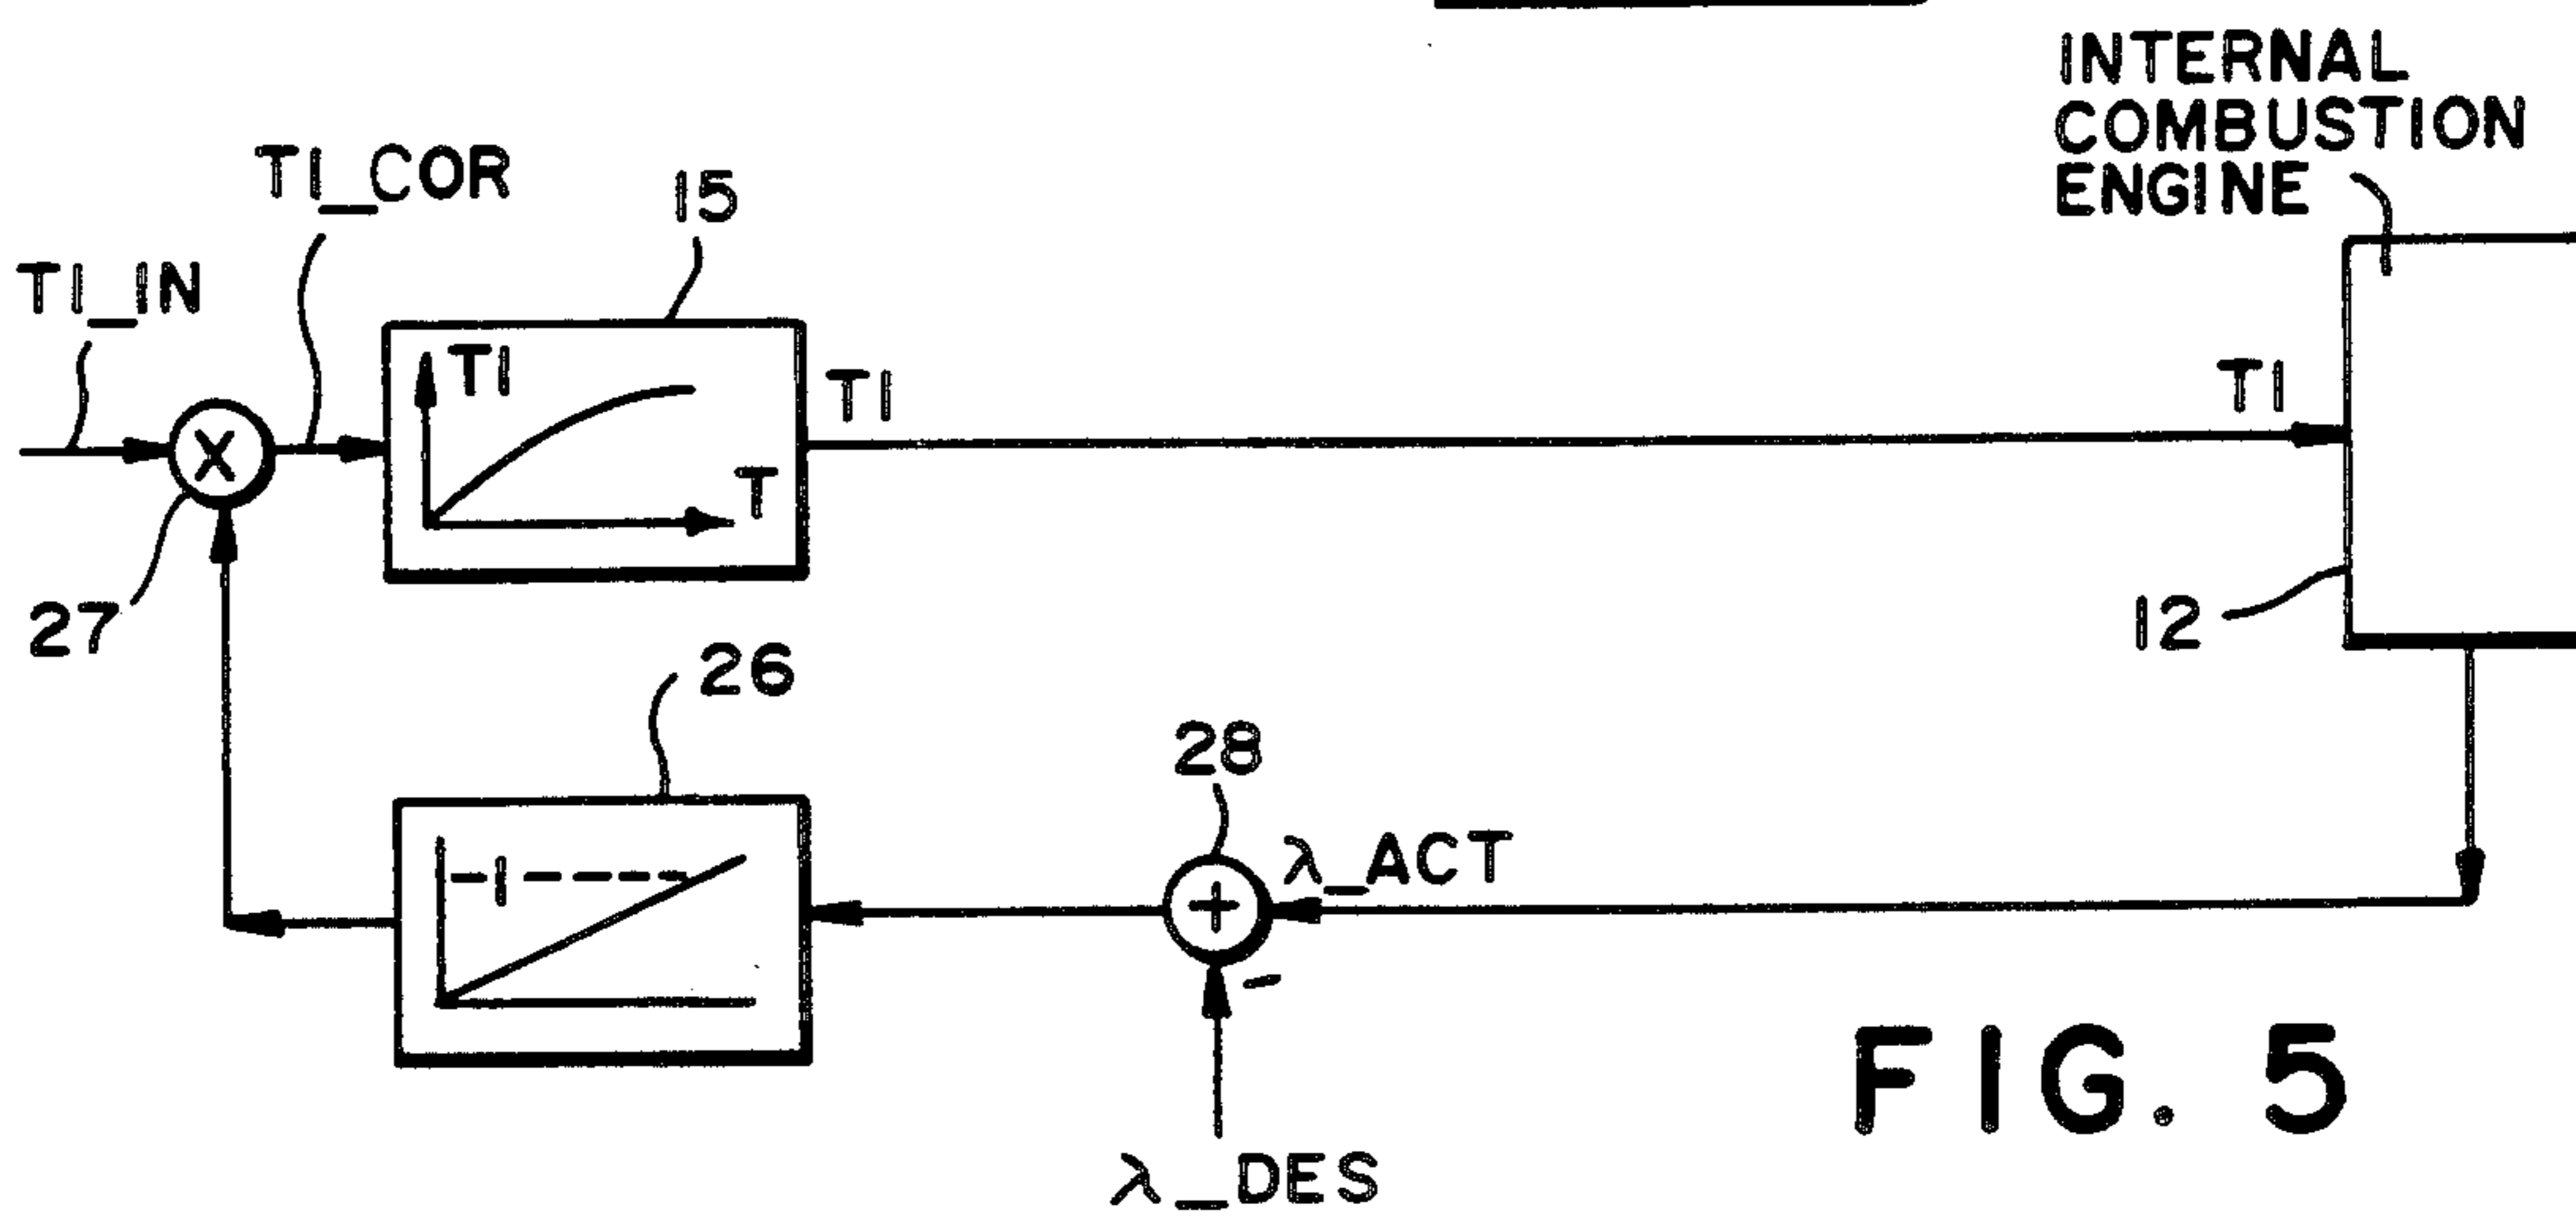 INTERNAL
COMBUSTION
ENGINE
TI_COR
15
TI_IN
TI
TI
TI
T
X
27
12
26
28
λ_ACT
-1
+
-
λ_DES
FIG. 5